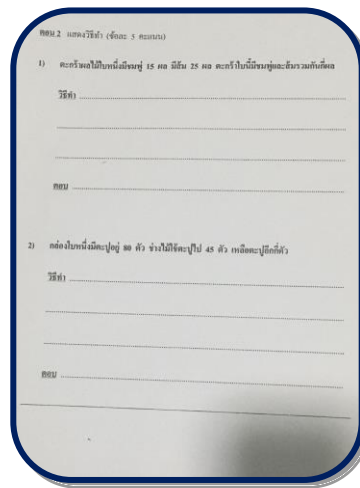 ตอน 2 แสดงวิธีทำ (ข้อละ 3 คะแนน)
1) ตะกร้าผลไม้ใบหนึ่งมีชมพู่ 15 ผล มีส้ม 25 ผล ตะกร้าใบนี้มีชมพู่และส้มรวมกันกี่ผล
วิธีทำ
ตอบ
2) กล่องใบหนึ่งมีตะปูอยู่ 80 ตัว ช่างไม้ใช้ตะปูไป 45 ตัว เหลือตะปูอีกกี่ตัว
วิธีทำ
ตอบ